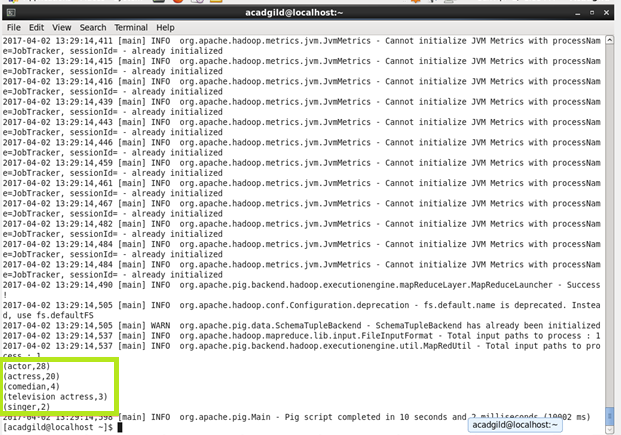 acadgild@localhost:~
File Edit View Search Terminal Help
2017-04-02 13:29:14,411 [main] INFO  org.apache.hadoop.metrics.jvm.JvmMetrics - Cannot initialize JVM Metrics with processNam
e=JobTracker, sessionId= - already initialized
2017-04-02 13:29:14,415 [main] INFO  org.apache.hadoop.metrics.jvm.JvmMetrics - Cannot initialize JVM Metrics with processNam
e=JobTracker, sessionId= - already initialized
2017-04-02 13:29:14,416 [main] INFO  org.apache.hadoop.metrics.jvm.JvmMetrics - Cannot initialize JVM Metrics with processNam
e=JobTracker, sessionId= - already initialized
2017-04-02 13:29:14,439 [main] INFO  org.apache.hadoop.metrics.jvm.JvmMetrics - Cannot initialize JVM Metrics with processNam
e=JobTracker, sessionId= - already initialized
2017-04-02 13:29:14,443 [main] INFO  org.apache.hadoop.metrics.jvm.JvmMetrics - Cannot initialize JVM Metrics with processNam
e=JobTracker, sessionId= - already initialized
2017-04-02 13:29:14,446 [main] INFO  org.apache.hadoop.metrics.jvm.JvmMetrics - Cannot initialize JVM Metrics with processNam
e=JobTracker, sessionId= - already initialized
2017-04-02 13:29:14,459 [main] INFO  org.apache.hadoop.metrics.jvm.JvmMetrics - Cannot initialize JVM Metrics with processNam
e=JobTracker, sessionId= - already initialized
2017-04-02 13:29:14,461 [main] INFO  org.apache.hadoop.metrics.jvm.JvmMetrics - Cannot initialize JVM Metrics with processNam
e=JobTracker, sessionId= - already initialized
2017-04-02 13:29:14,467 [main] INFO  org.apache.hadoop.metrics.jvm.JvmMetrics - Cannot initialize JVM Metrics with processNam
e=JobTracker, sessionId= - already initialized
2017-04-02 13:29:14,482 [main] INFO  org.apache.hadoop.metrics.jvm.JvmMetrics - Cannot initialize JVM Metrics with processNam
e=JobTracker, sessionId= - already initialized
2017-04-02 13:29:14,484 [main] INFO  org.apache.hadoop.metrics.jvm.JvmMetrics - Cannot initialize JVM Metrics with processNam
e=JobTracker, sessionId= - already initialized
2017-04-02 13:29:14,484 [main] INFO  org.apache.hadoop.metrics.jvm.JvmMetrics - Cannot initialize JVM Metrics with processNam
e=JobTracker, sessionId= - already initialized
2017-04-02 13:29:14,490 [main] INFO  org.apache.pig.backend.hadoop.executionengine.mapReduceLayer.MapReduceLauncher - Success
!
2017-04-02 13:29:14,505 [main] INFO  org.apache.hadoop.conf.Configuration.deprecation - fs.default.name is deprecated. Instea
d, use fs.defaultFS
2017-04-02 13:29:14,505 [main] WARN  org.apache.pig.data.SchemaTupleBackend - SchemaTupleBackend has already been initialized
2017-04-02 13:29:14,537 [main] INFO  org.apache.hadoop.mapreduce.lib.input.FileInputFormat - Total input paths to process : 1
2017-04-02 13:29:14,537 [main] INFO  org.apache.pig.backend.hadoop.executionengine.util.MapRedUtil - Total input paths to pro
cess : 1
(actor,28)
(actress,20)
(comedian,4)
(television actress,3)
(singer,2)
2017-04-02 13:29:14,598 [main] INFO  org.apache.pig.Main - Pig script completed in 10 seconds and 2 milliseconds (10002 ms)
[acadgild@localhost ~]$
acadgild@localhost:~